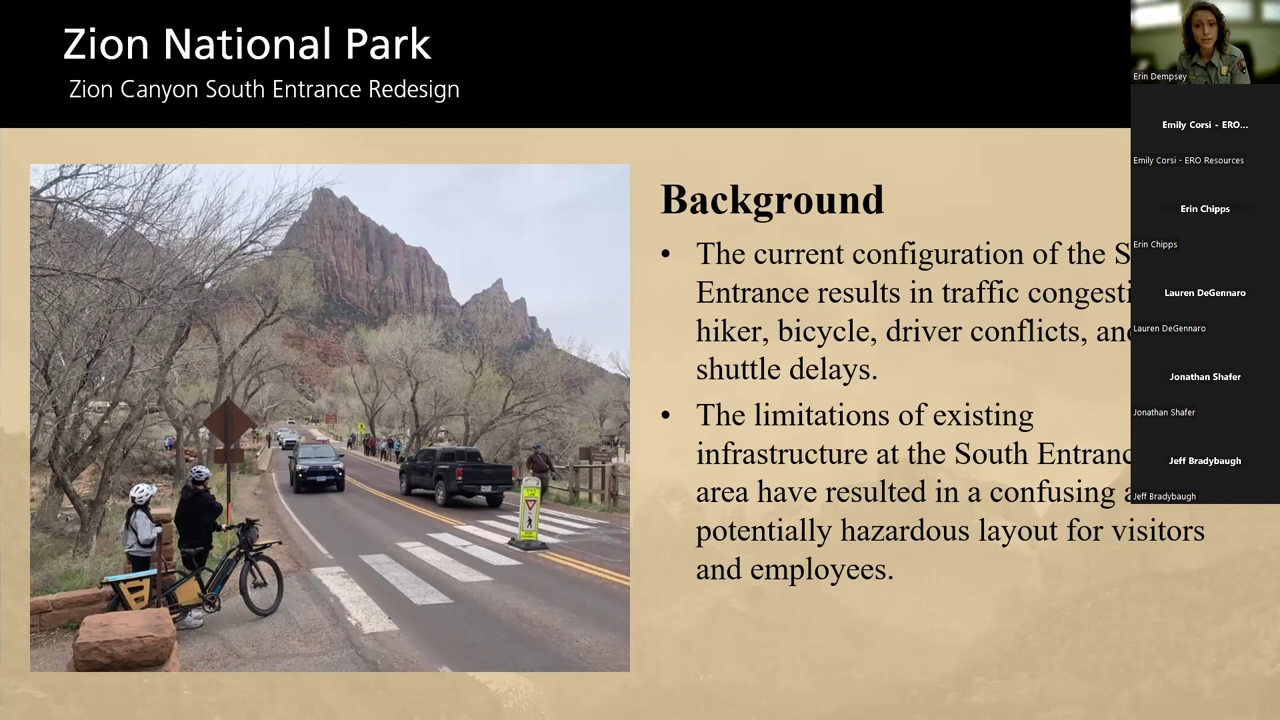 Zion National Park
Zion Canyon South Entrance Redesign
Background
• The current configuration of the S
Entrance results in traffic congesti
hiker, bicycle, driver conflicts, and
shuttle delays.
• The limitations of existing
infrastructure at the South Entranc
area have resulted in a confusing a
potentially hazardous layout for visitors
and employees.
Erin Dempsey
Emily Corsi - ERO...
Emily Corsi - ERO Resources
Erin Chipps
Erin Chipps
Lauren DeGennaro
Lauren DeGennaro
Jonathan Shafer
Jonathan Shafer
Jeff Bradybaugh
Jeff Bradybaugh